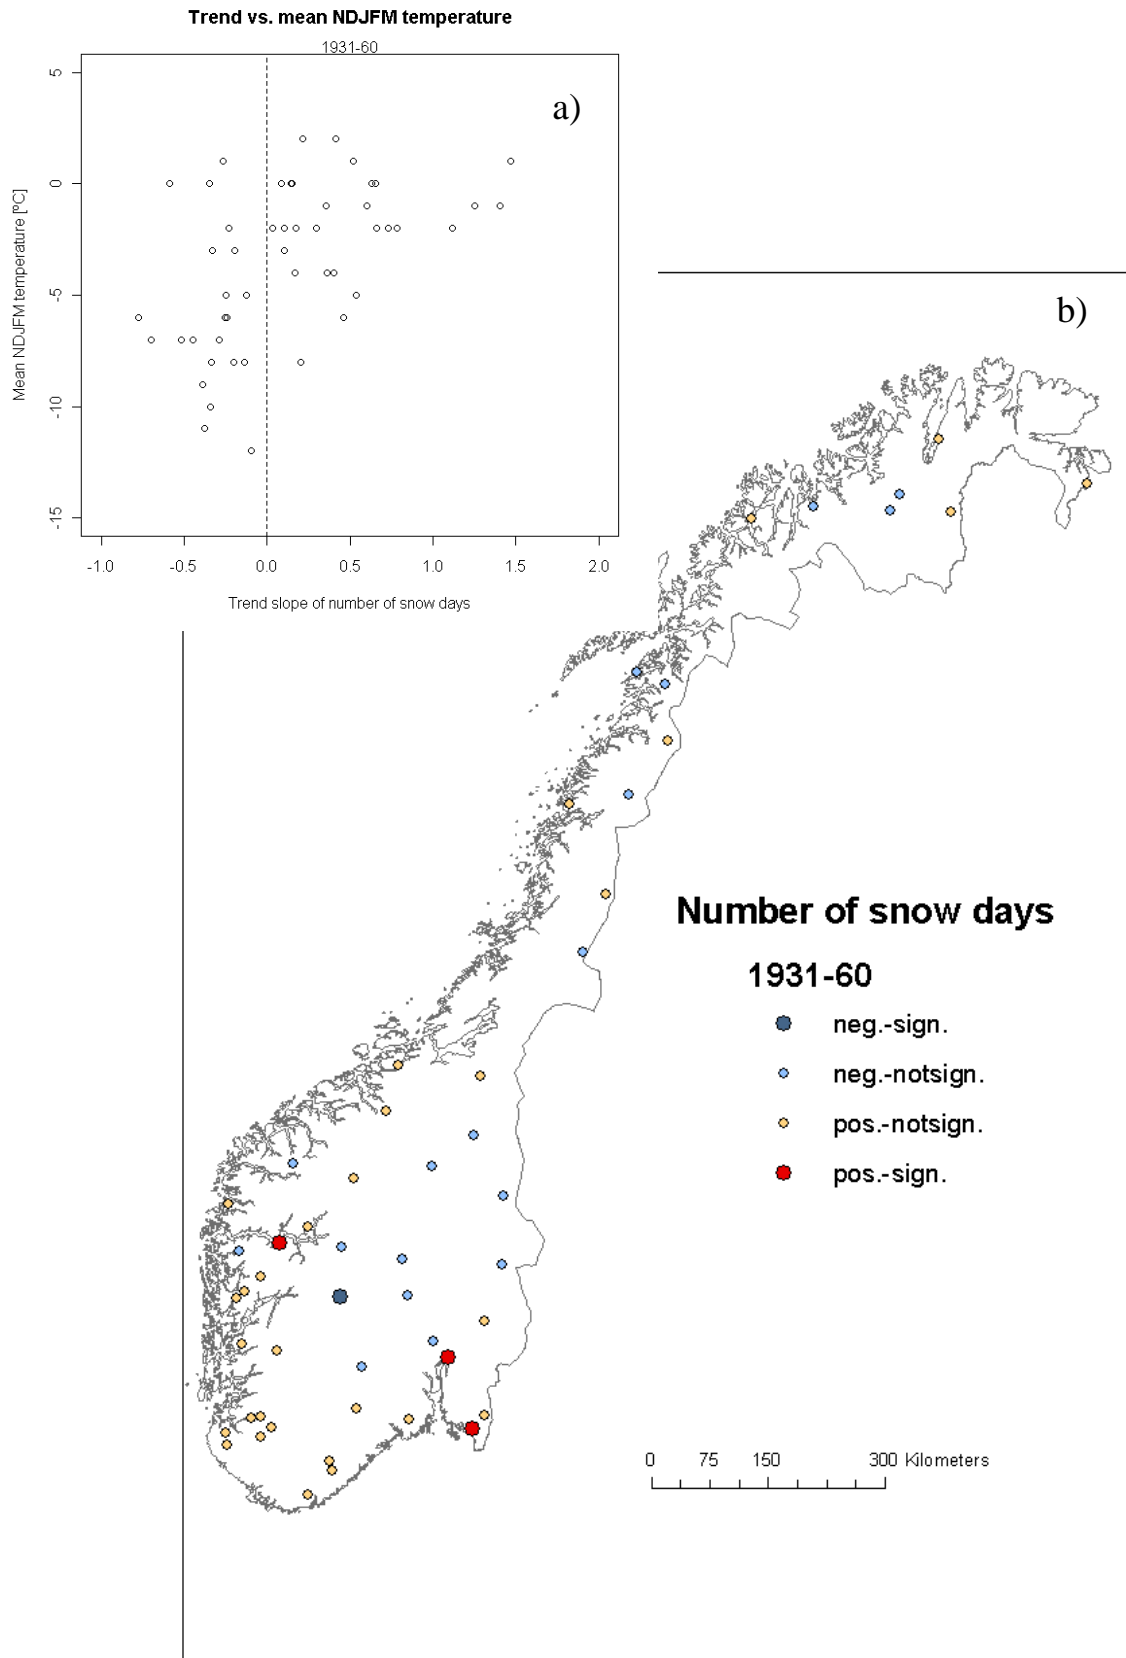 Trend vs. mean NDJFM temperature
1931-60
a)
5
0
-5
-10
-15
Mean NDJFM temperature [ºC]
-1.0 -0.5 0.0 0.5 1.0 1.5 2.0
Trend slope of number of snow days
b)
Number of snow days
1931-60
neg.-sign.
neg.-notsign.
pos.-notsign.
pos.-sign.
0 75 150 300 Kilometers